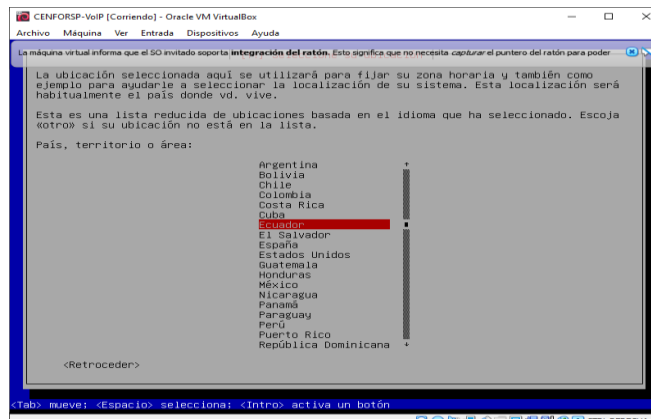 CENFORSP-VoIP [Corriendo] - Oracle VM VirtualBox
Archivo Máquina Ver Entrada Dispositivos Ayuda
La máquina virtual informa que el SO invitado soporta integración del ratón. Esto significa que no necesita capturar el puntero del ratón para poder
La ubicación seleccionada aquí se utilizará para fijar su zona horaria y también como
ejemplo para ayudarle a seleccionar la localización de su sistema. Esta localización será
habitualmente el país donde vd. vive.
Esta es una lista reducida de ubicaciones basada en el idioma que ha seleccionado. Escoja
«otro» si su ubicación no está en la lista.
País, territorio o área:
Argentina
Bolivia
Chile
Colombia
Costa Rica
Cuba
Ecuador
El Salvador
España
Estados Unidos
Guatemala
Honduras
México
Nicaragua
Panamá
Paraguay
Perú
Puerto Rico
República Dominicana
<Retroceder>
<Tab> mueve; <Espacio> selecciona; <Intro> activa un botón